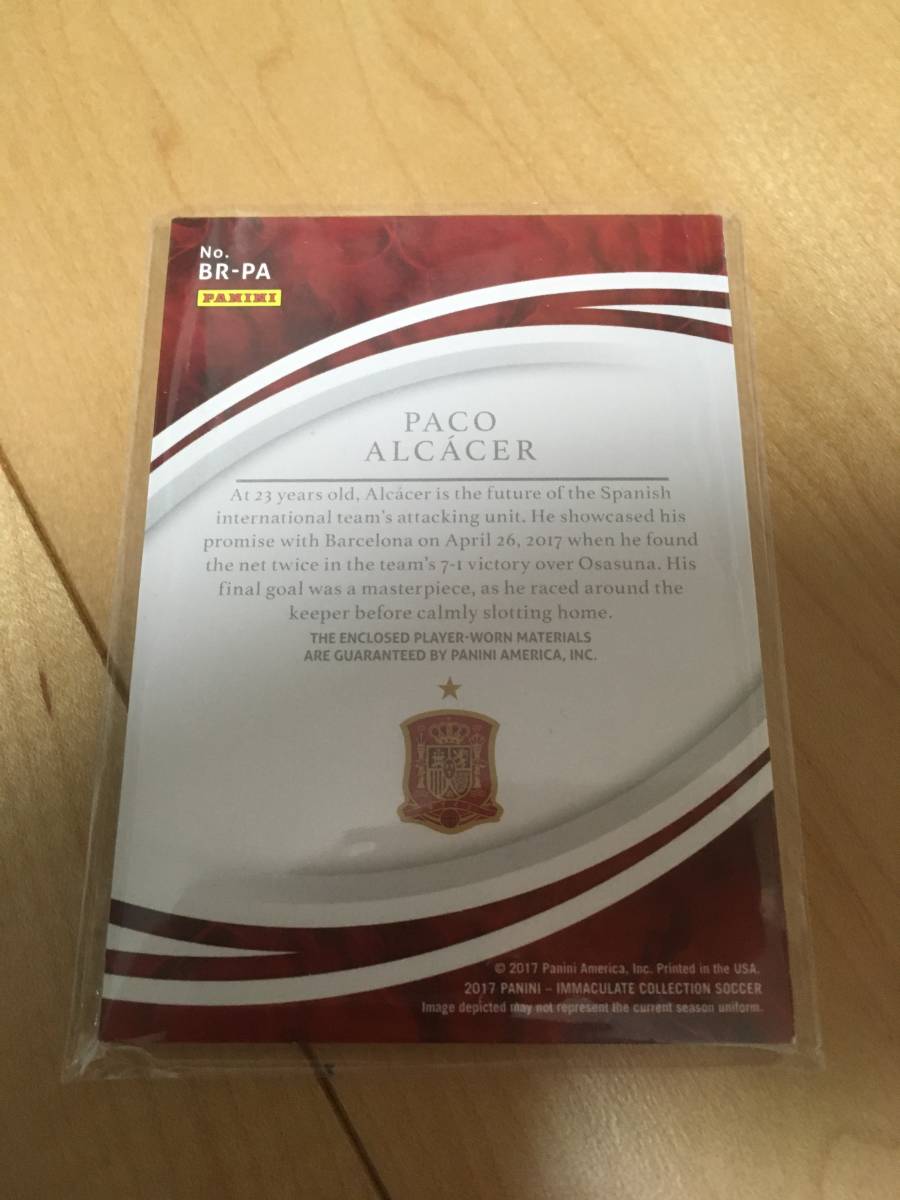 No.
BR-PA
PANINI
PACO
ALCÁCER
At 23 years old, Alcácer is the future of the Spanish
international team's attacking unit. He showcased his
promise with Barcelona on April 26, 2017 when he found
the net twice in the team's 7-1 victory over Osasuna. His
final goal was a masterpiece, as he raced around the
keeper before calmly slotting home.
THE ENCLOSED PLAYER-WORN MATERIALS
ARE GUARANTEED BY PANINI AMERICA, INC.
© 2017 Panini America, Inc. Printed in the USA.
2017 PANINI – IMMACULATE COLLECTION SOCCER
Image depicted may not represent the current season uniform.